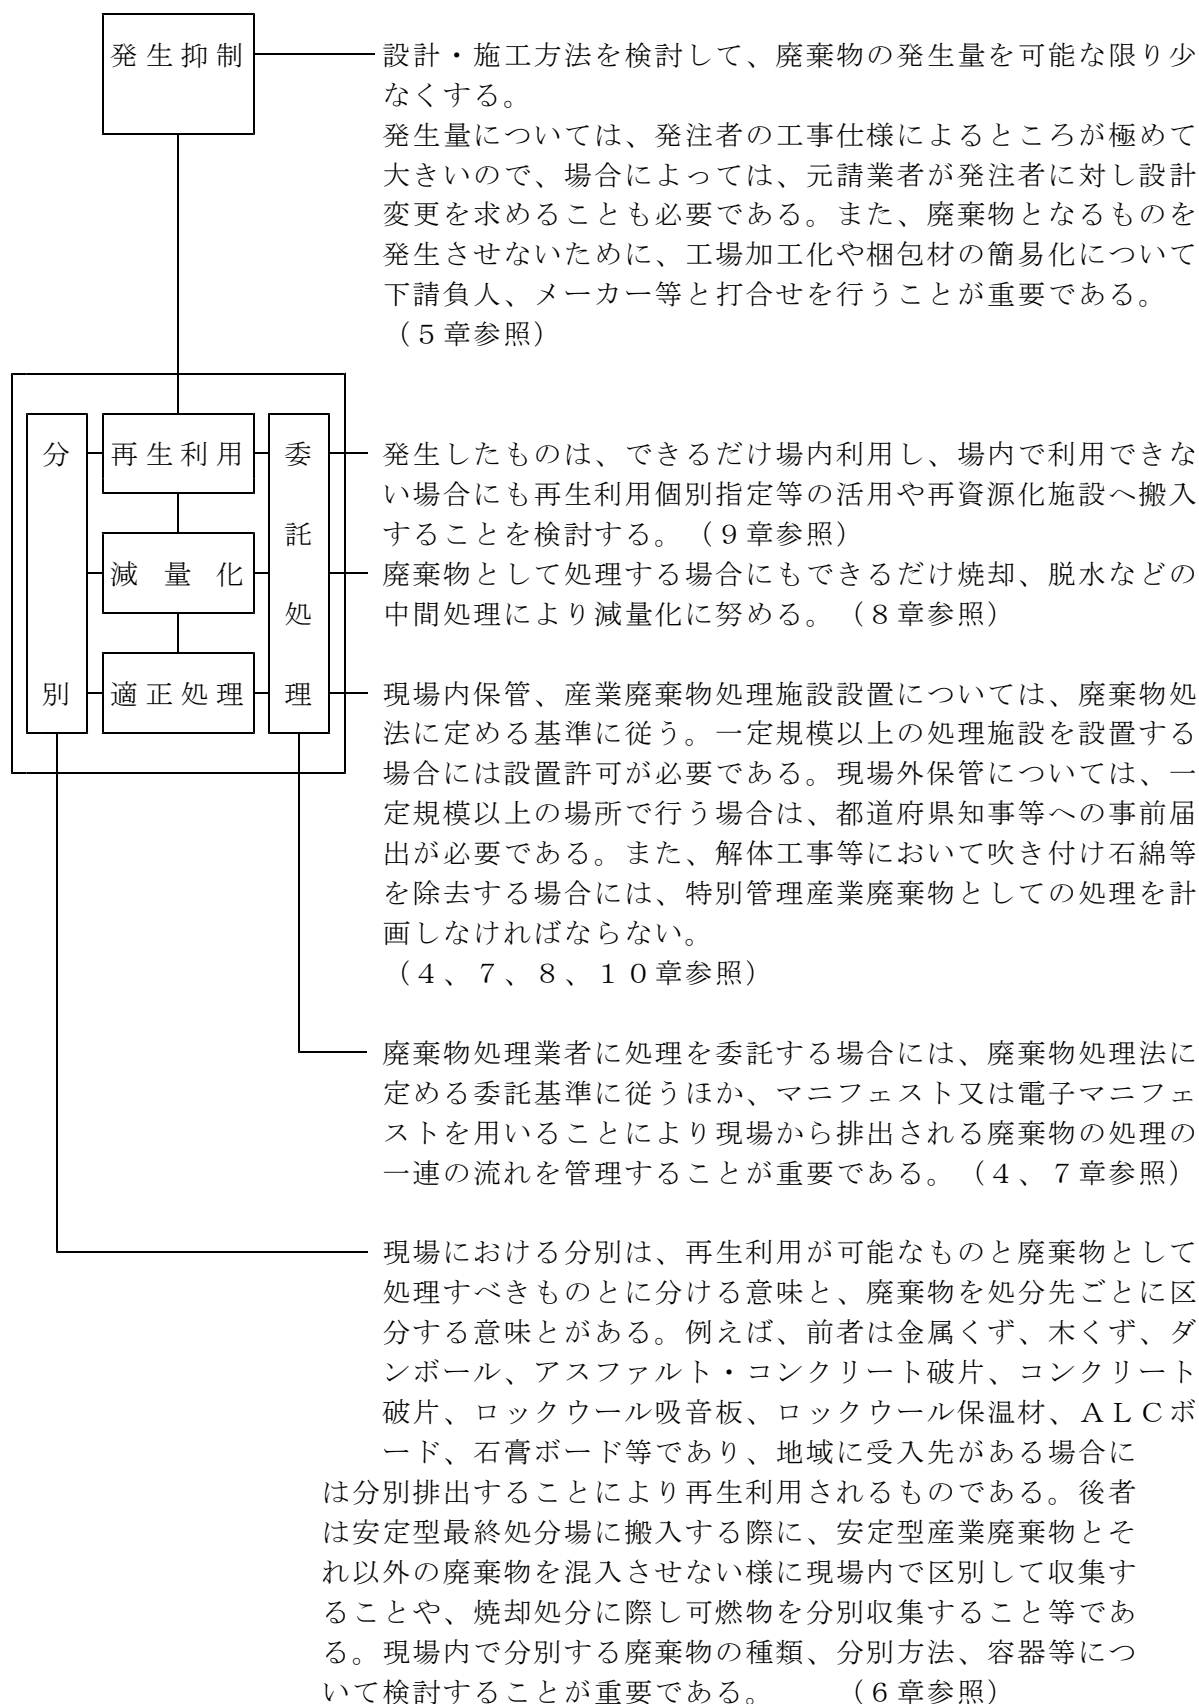 発生抑制
設計・施工方法を検討して、廃棄物の発生量を可能な限り少
なくする。
発生量については、発注者の工事仕様によるところが極めて
大きいので、場合によっては、元請業者が発注者に対し設計
変更を求めることも必要である。また、廃棄物となるものを
発生させないために、工場加工化や梱包材の簡易化について
下請負人、メーカー等と打合せを行うことが重要である。
（５章参照）
分別
再生利用
委託処理
発生したものは、できるだけ場内利用し、場内で利用できな
い場合にも再生利用個別指定等の活用や再資源化施設へ搬入
することを検討する。（９章参照）
減量化
廃棄物として処理する場合にもできるだけ焼却、脱水などの
中間処理により減量化に努める。（８章参照）
適正処理
現場内保管、産業廃棄物処理施設設置については、廃棄物処
法に定める基準に従う。一定規模以上の処理施設を設置する
場合には設置許可が必要である。現場外保管については、一
定規模以上の場所で行う場合は、都道府県知事等への事前届
出が必要である。また、解体工事等において吹き付け石綿等
を除去する場合には、特別管理産業廃棄物としての処理を計
画しなければならない。
（４、７、８、１０章参照）
廃棄物処理業者に処理を委託する場合には、廃棄物処理法に
定める委託基準に従うほか、マニフェスト又は電子マニフェ
ストを用いることにより現場から排出される廃棄物の処理の
一連の流れを管理することが重要である。（４、７章参照）
現場における分別は、再生利用が可能なものと廃棄物として
処理すべきものとに分ける意味と、廃棄物を処分先ごとに区
分する意味とがある。例えば、前者は金属くず、木くず、ダ
ンボール、アスファルト・コンクリート破片、コンクリート
破片、ロックウール吸音板、ロックウール保温材、ＡＬＣボ
ード、石膏ボード等であり、地域に受入先がある場合に
は分別排出することにより再生利用されるものである。後者
は安定型最終処分場に搬入する際に、安定型産業廃棄物とそ
れ以外の廃棄物を混入させない様に現場内で区別して収集す
ることや、焼却処分に際し可燃物を分別収集すること等であ
る。現場内で分別する廃棄物の種類、分別方法、容器等につ
いて検討することが重要である。　（６章参照）